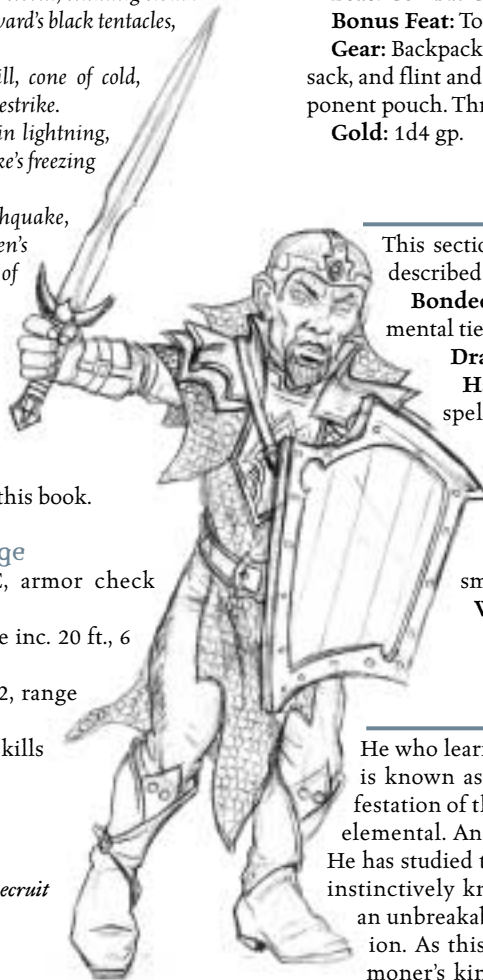 vard's black tentacles,
ill, cone of cold,
estrike.
in lightning,
ke's freezing
hquake,
en's
of
this book.
ge
, armor check
e inc. 20 ft., 6
2, range
skills
ecruit
Bonus Feat: To
Gear: Backpack
sack, and flint and
ponent pouch. Thr
Gold: 1d4 gp.
This sectio
described
Bonded
mental tie
Dra
H
spel
sm
He who lear
is known as
festation of th
elemental. An
He has studied t
instinctively kn
an unbreakab
ion. As this
moner's kin